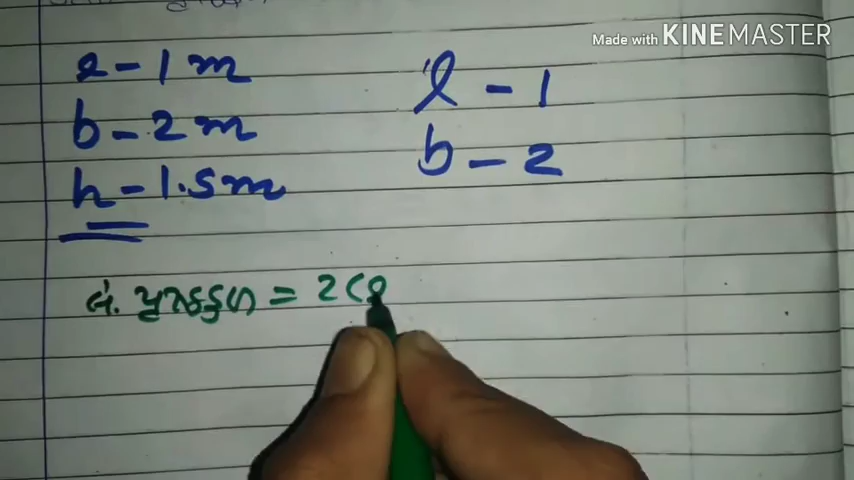 Made with KINEMASTER
l - 1 m
b - 2 m
h - 1.5 m
l - 1
b - 2
લં. પૃષ્ઠફળ = 2(l